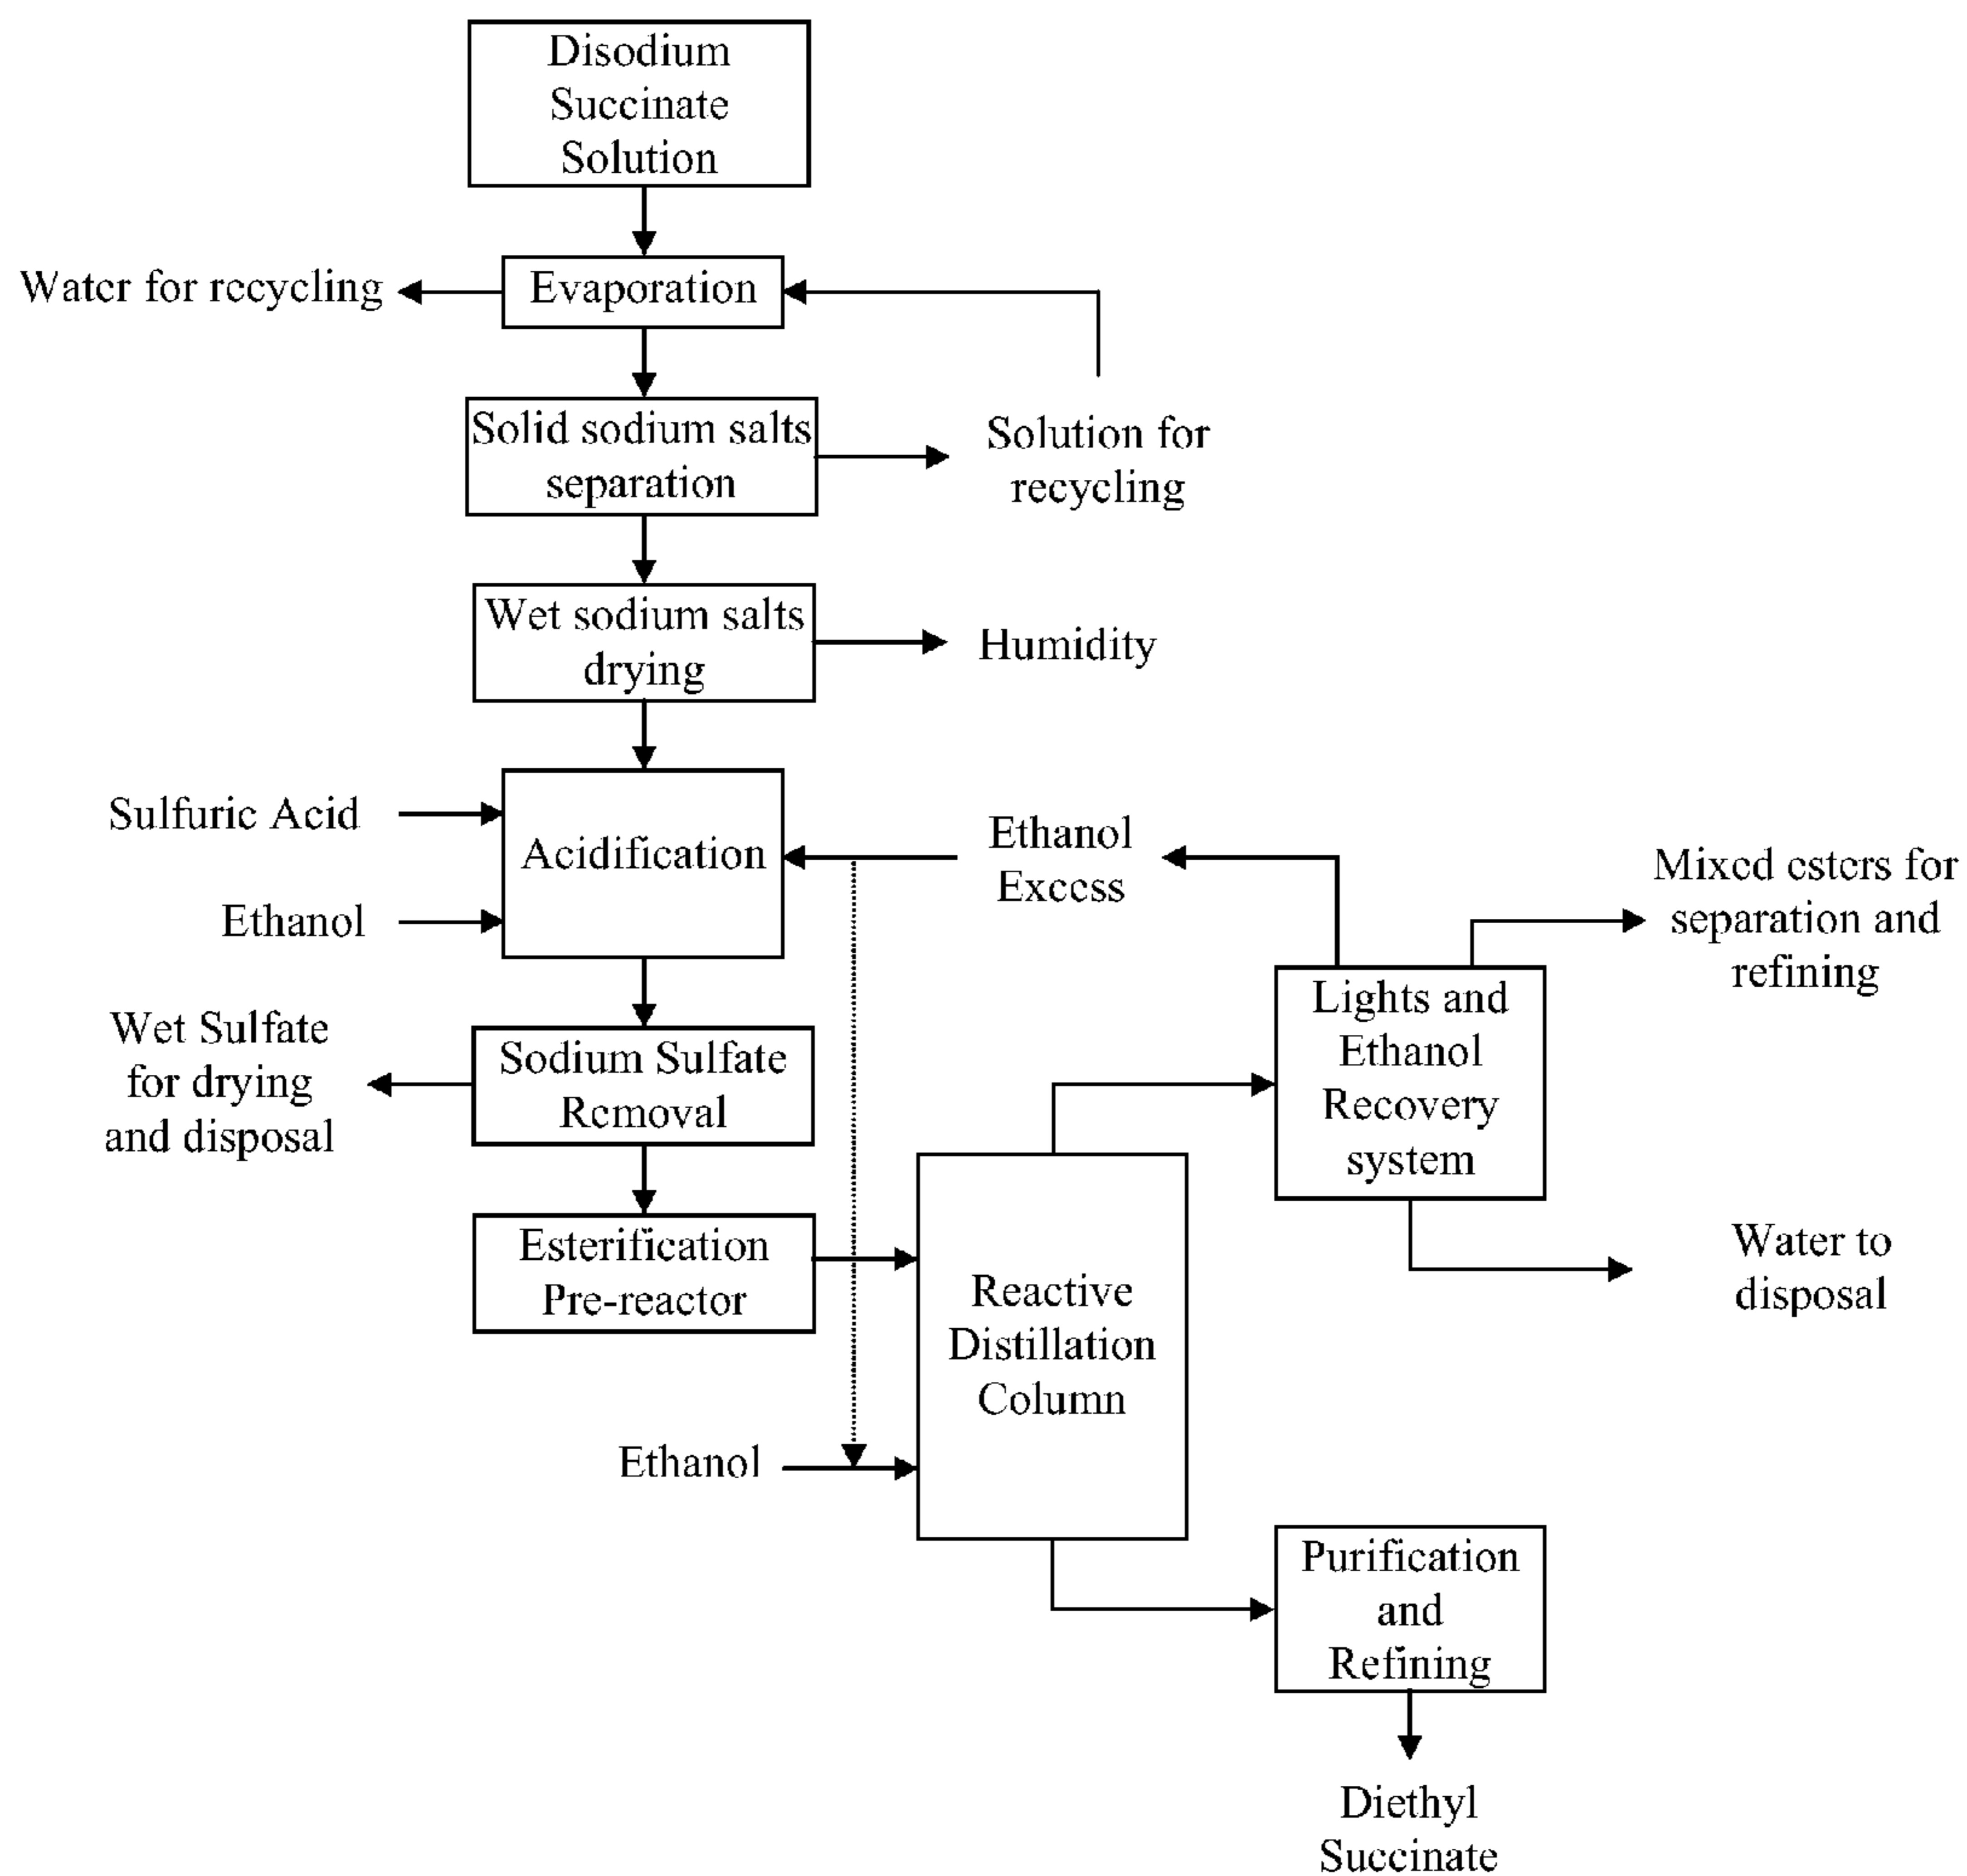 Disodium
Succinate
Solution
Water for recycling
Evaporation
Solid sodium salts
separation
Solution for
recycling
Wet sodium salts
drying
Humidity
Sulfuric Acid
Acidification
Ethanol
Ethanol
Excess
Mixed esters for
separation and
refining
Wet Sulfate
for drying
and disposal
Sodium Sulfate
Removal
Lights and
Ethanol
Recovery
system
Esterification
Pre-reactor
Reactive
Distillation
Column
Water to
disposal
Ethanol
Purification
and
Refining
Diethyl
Succinate